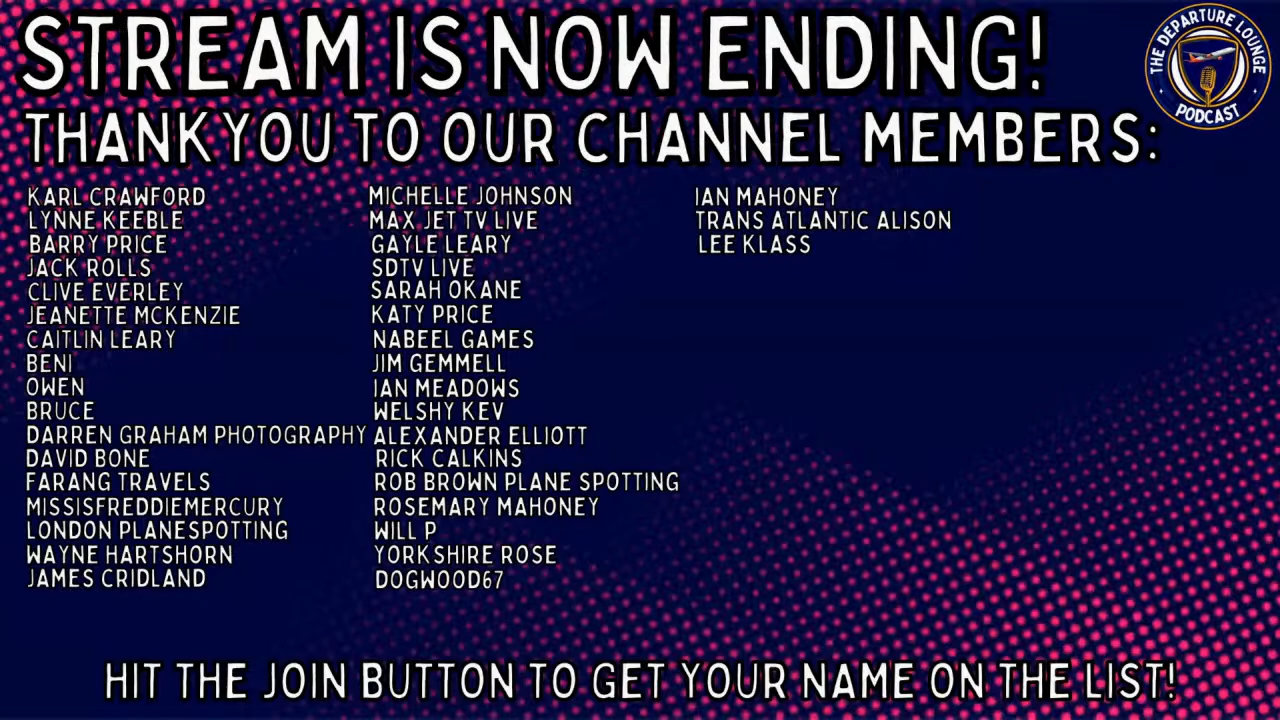 STREAM IS NOW ENDING!
THANKYOU TO OUR CHANNEL MEMBERS:
THE DEPARTURE LOUNGE
PODCAST
KARL CRAWFORD
LYNNE KEEBLE
BARRY PRICE
JACK ROLLS
CLIVE EVERLEY
JEANETTE MCKENZIE
CAITLIN LEARY
BENI
OWEN
BRUCE
DARREN GRAHAM PHOTOGRAPHY
DAVID BONE
FARANG TRAVELS
MISSISFREDDIEMERCURY
LONDON PLANESPOTTING
WAYNE HARTSHORN
JAMES CRIDLAND
MICHELLE JOHNSON
MAX JET TV LIVE
GAYLE LEARY
SDTV LIVE
SARAH OKANE
KATY PRICE
NABEEL GAMES
JIM GEMMELL
IAN MEADOWS
WELSHY KEV
ALEXANDER ELLIOTT
RICK CALKINS
ROB BROWN PLANE SPOTTING
ROSEMARY MAHONEY
WILL P
YORKSHIRE ROSE
DOGWOOD67
IAN MAHONEY
TRANS ATLANTIC ALISON
LEE KLASS
HIT THE JOIN BUTTON TO GET YOUR NAME ON THE LIST!